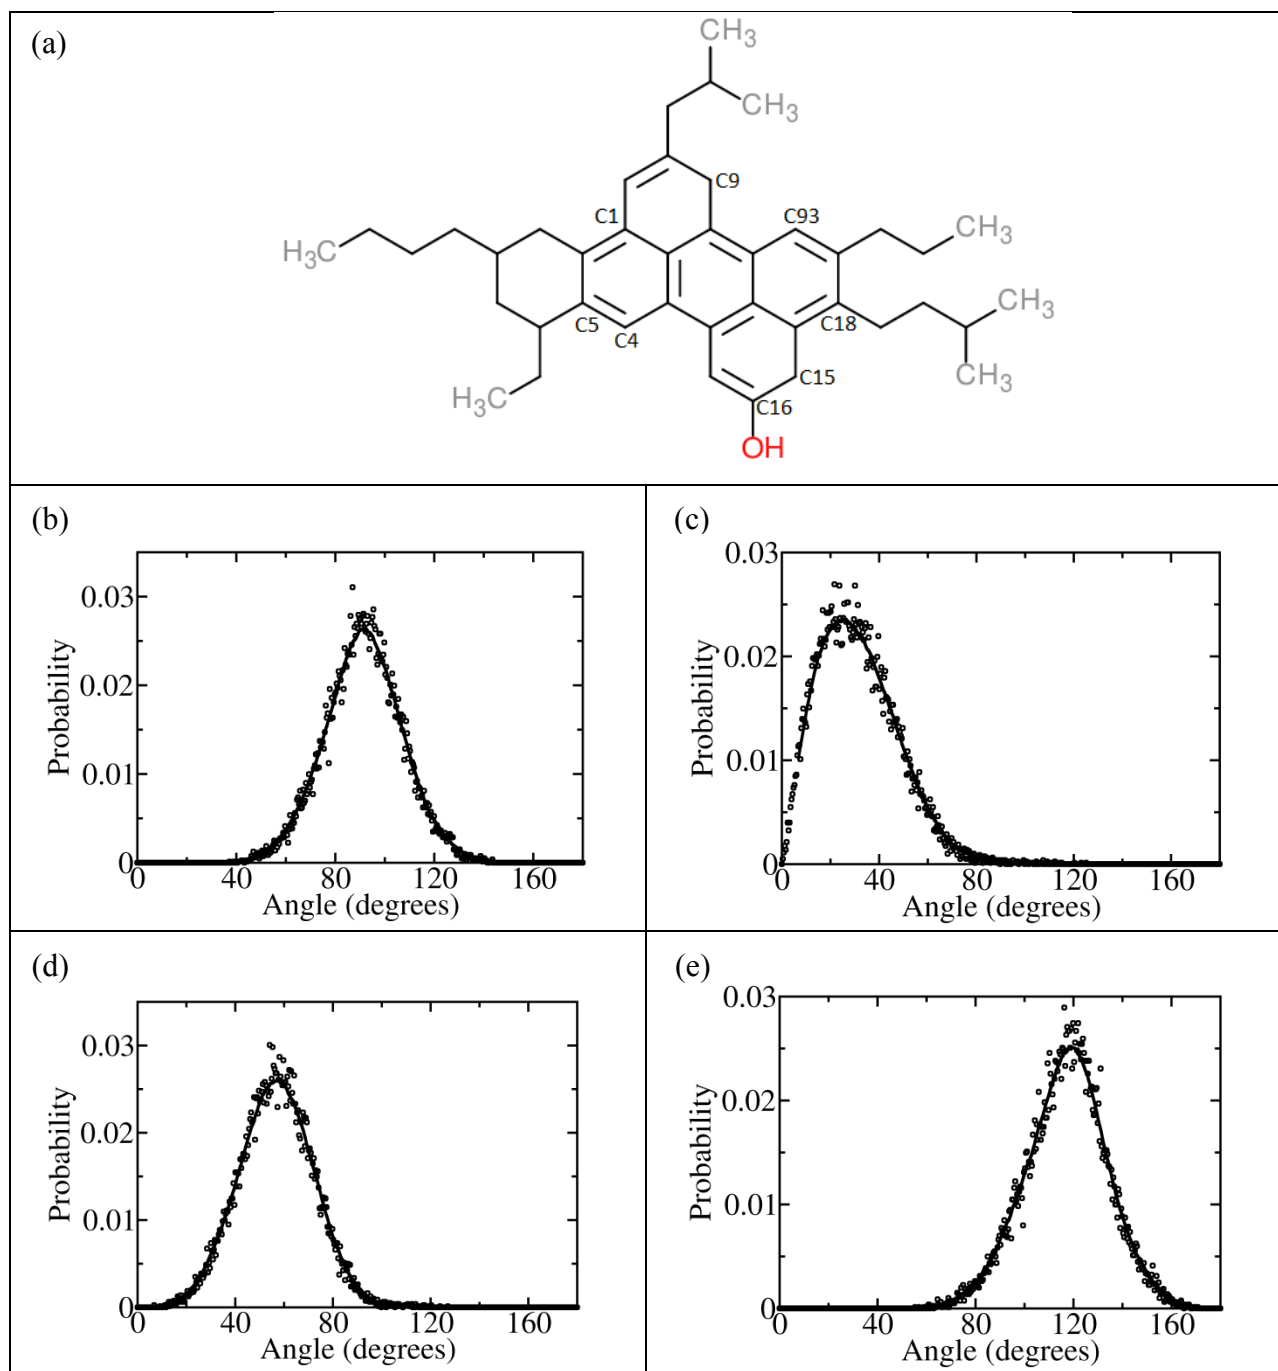 (a)
CH3
CH3
C9
C1
C93
H3C
CH3
CH3
C5
C4
C18
C15
CH3
H3C
C16
OH
(b)
0.03
0.02
0.01
0
Probability
0 40 80 120 160
Angle (degrees)
(c)
0.03
0.02
0.01
0
Probability
0 40 80 120 160
Angle (degrees)
(d)
0.03
0.02
0.01
0
Probability
0 40 80 120 160
Angle (degrees)
(e)
0.03
0.02
0.01
0
Probability
0 40 80 120 160
Angle (degrees)